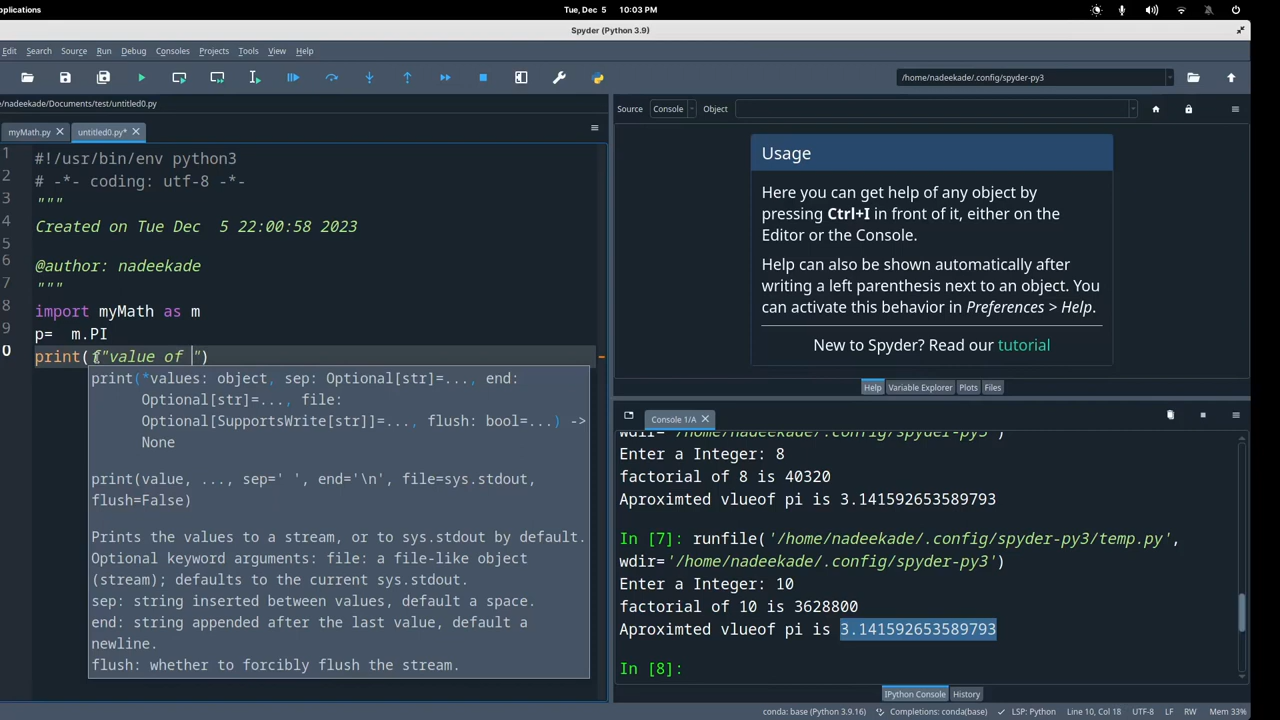 Applications
Tue, Dec 5 10:03 PM
Spyder (Python 3.9)
Edit Search Source Run Debug Consoles Projects Tools View Help
/home/nadeekade/.config/spyder-py3
e/nadeekade/Documents/test/untitled0.py
Source Console Object
myMath.py untitled0.py*
1 #!/usr/bin/env python3
2 # -*- coding: utf-8 -*-
3 """
4 Created on Tue Dec 5 22:00:58 2023
5
6 @author: nadeekade
7 """
8 import myMath as m
9 p= m.PI
0 print(f"value of ")
print(*values: object, sep: Optional[str]=..., end:
Optional[str]=..., file:
Optional[SupportsWrite[str]]=..., flush: bool=...) ->
None
print(value, ..., sep=' ', end='\n', file=sys.stdout,
flush=False)
Prints the values to a stream, or to sys.stdout by default.
Optional keyword arguments: file: a file-like object
(stream); defaults to the current sys.stdout.
sep: string inserted between values, default a space.
end: string appended after the last value, default a
newline.
flush: whether to forcibly flush the stream.
Usage
Here you can get help of any object by
pressing Ctrl+I in front of it, either on the
Editor or the Console.
Help can also be shown automatically after
writing a left parenthesis next to an object. You
can activate this behavior in Preferences > Help.
New to Spyder? Read our tutorial
Help Variable Explorer Plots Files
Console 1/A
wdir='/home/nadeekade/.config/spyder-py3')
Enter a Integer: 8
factorial of 8 is 40320
Aproximted vlueof pi is 3.141592653589793
In [7]: runfile('/home/nadeekade/.config/spyder-py3/temp.py',
wdir='/home/nadeekade/.config/spyder-py3')
Enter a Integer: 10
factorial of 10 is 3628800
Aproximted vlueof pi is 3.141592653589793
In [8]:
IPython Console History
conda: base (Python 3.9.16) Completions: conda(base) LSP: Python Line 10, Col 18 UTF-8 LF RW Mem 33%